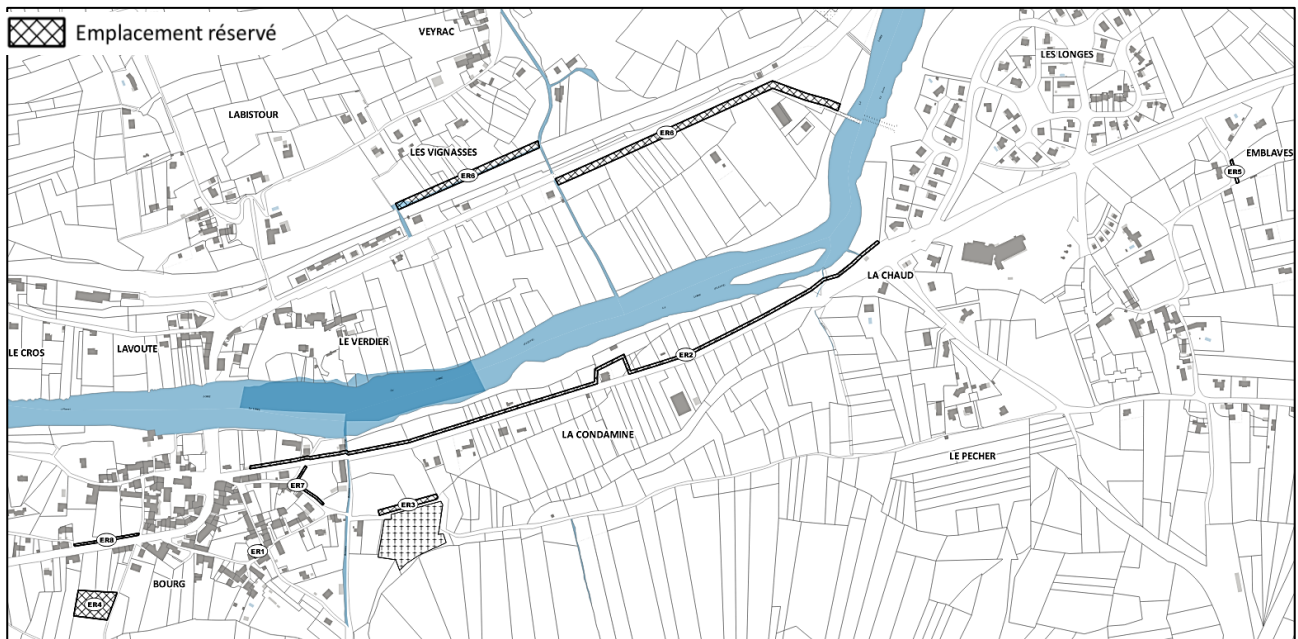 Emplacement réservé
VEYRAC
LES LONGES
LABISTOUR
LES VIGNASSES
ER6
EMBLAVES
ER5
ER6
LA CHAUD
LE CROS
LAVOUTE
LE VERDIER
ER2
LA CONDAMINE
LE PECHER
ER7
ER3
ER8
ER1
BOURG
ER4